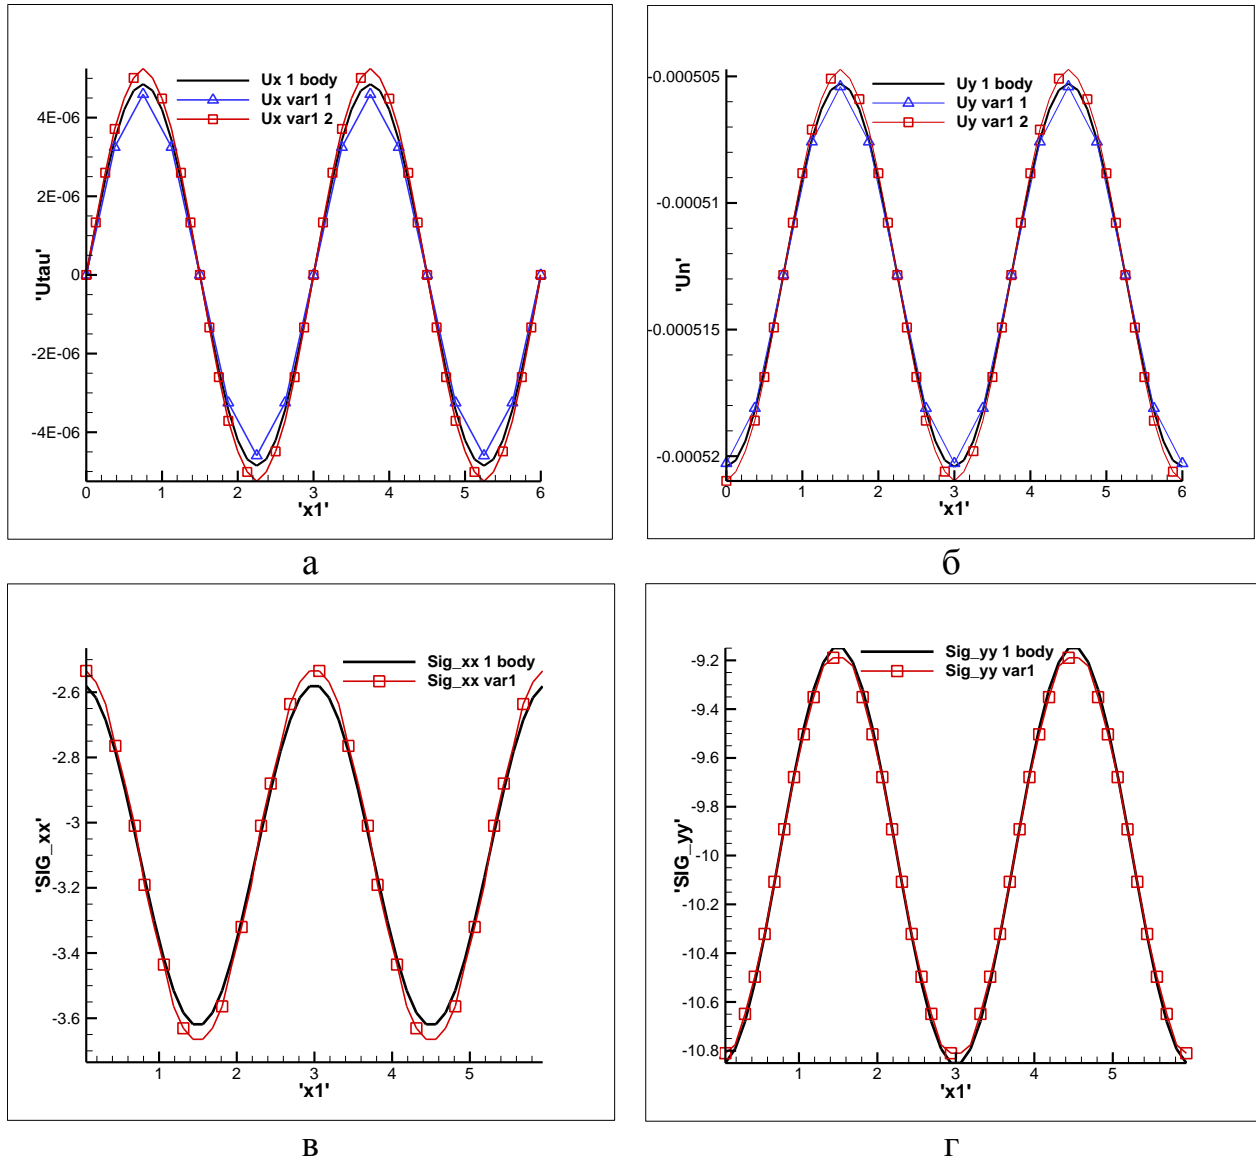 Ux 1 body
Ux var1 1
Ux var1 2
4E-06
2E-06
0
-2E-06
-4E-06
'Utau'
0 1 2 3 4 5 6
'x1'
а
Uy 1 body
Uy var1 1
Uy var1 2
-0.000505
-0.00051
-0.000515
-0.00052
'Un'
0 1 2 3 4 5 6
'x1'
б
Sig_xx 1 body
Sig_xx var1
-2.6
-2.8
-3
-3.2
-3.4
-3.6
'SIG_xx'
1 2 3 4 5
'x1'
в
Sig_yy 1 body
Sig_yy var1
-9.2
-9.4
-9.6
-9.8
-10
-10.2
-10.4
-10.6
-10.8
'SIG_yy'
1 2 3 4 5
'x1'
г